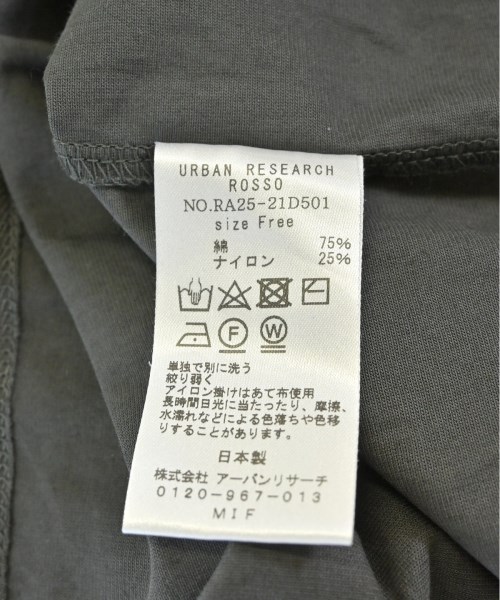 URBAN RESEARCH
ROSSO
NO.RA25-21D501
size Free
綿 75%
ナイロン 25%
F W
単独で別に洗う
絞り弱く
アイロン掛けはあて布使用
長時間日光に当たったり、摩擦、
水濡れなどによる色落ちや色移
りすることがあります。
日本製
株式会社 アーバンリサーチ
0120-967-013
MIF